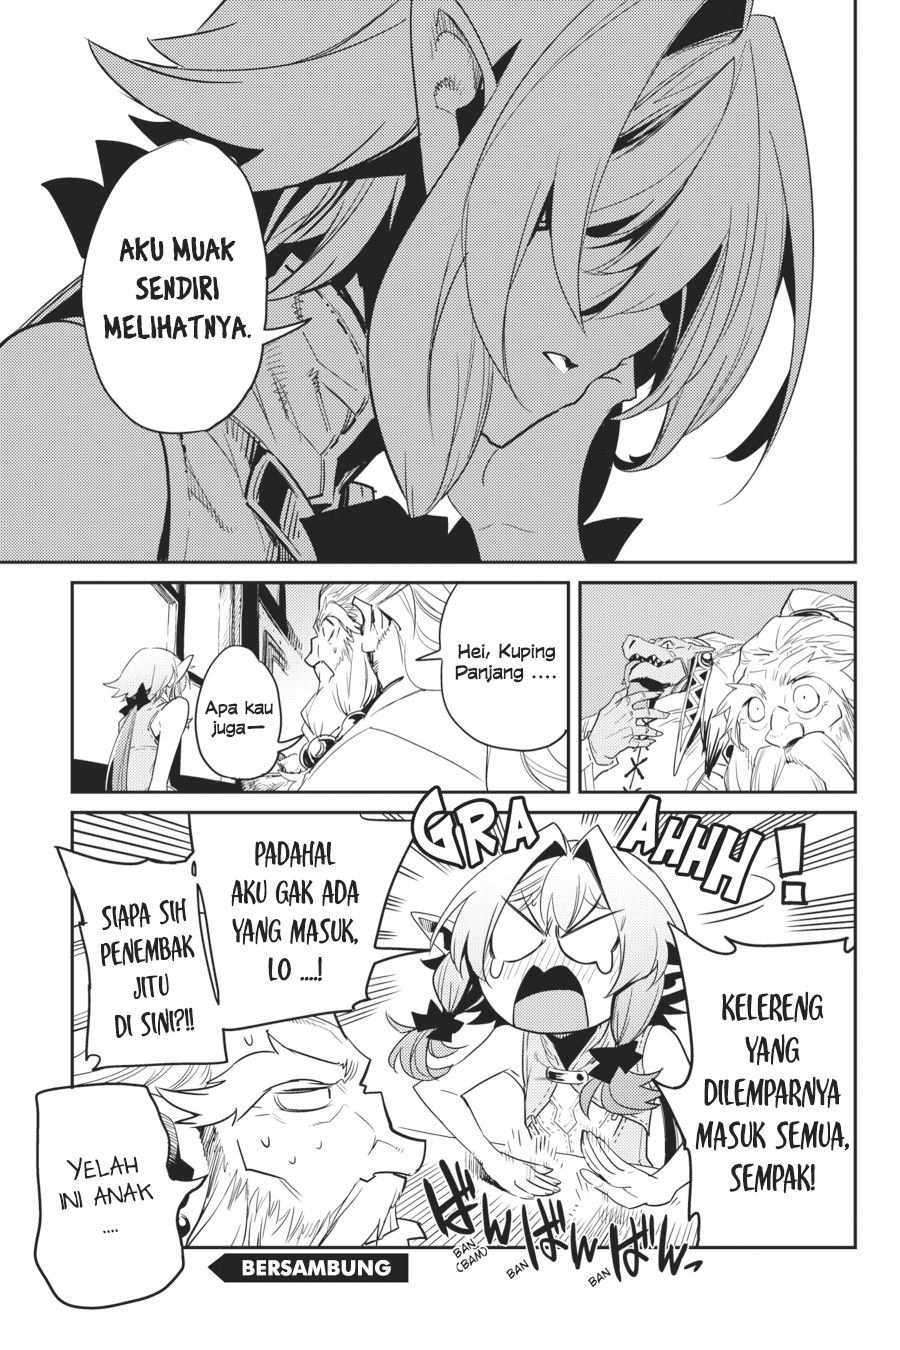 AKU MUAK
SENDIRI
MELIHATNYA.
Hei, Kuping
Panjang ....
Apa kau
juga—
GRA
AHHH!
KELERENG
YANG
DILEMPARNYA
MASUK SEMUA,
SEMPAK!
PADAHAL
AKU GAK ADA
YANG MASUK,
LO ....!
SIAPA SIH
PENEMBAK
JITU
DI SINI?!!
ばんばんばん
BAN
(BAM)
BAN
BAN
YELAH
INI ANAK
....
BERSAMBUNG